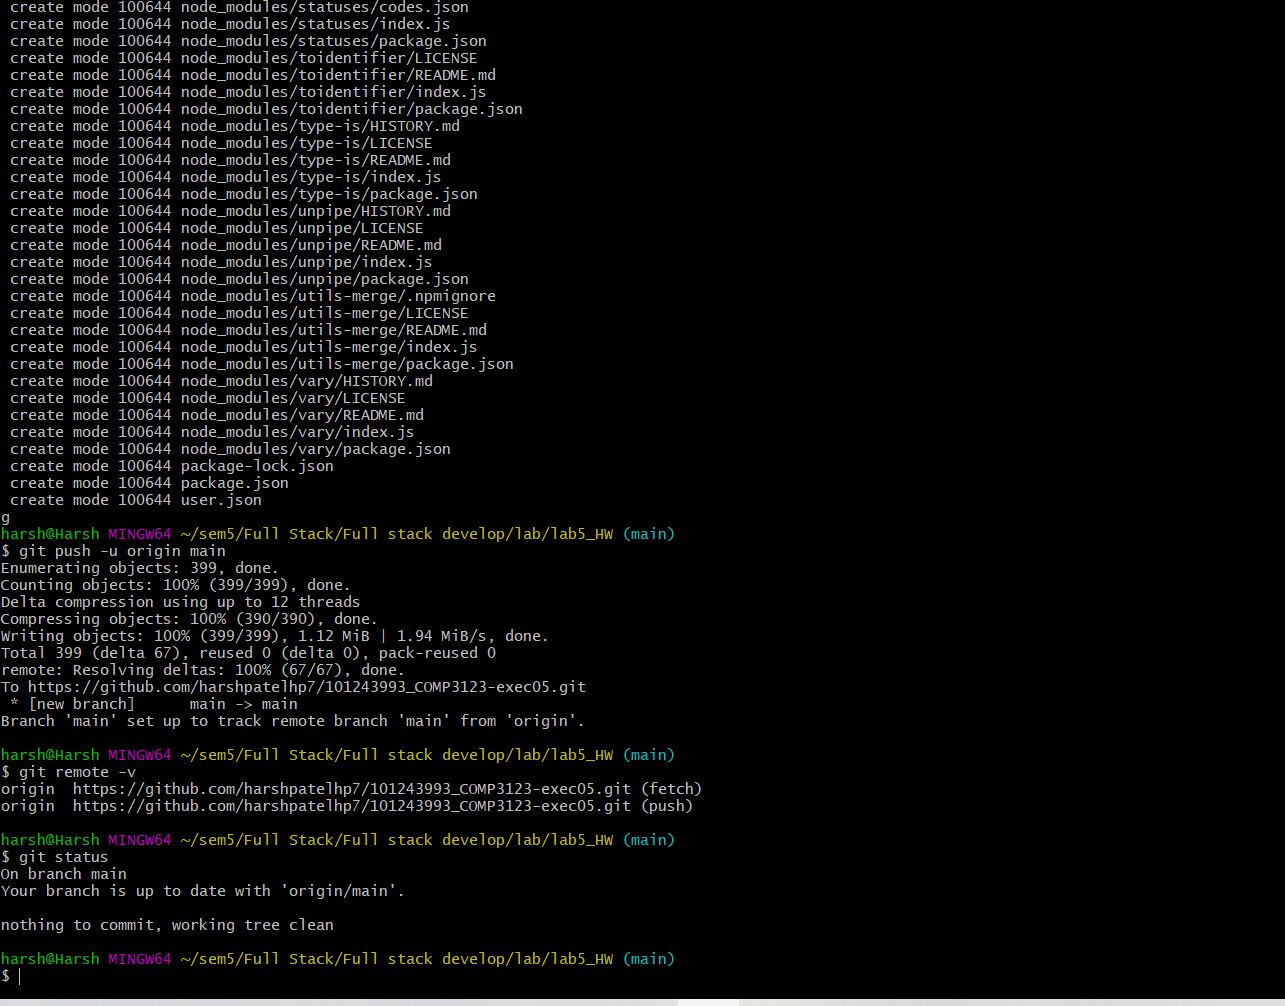 create mode 100644 node_modules/statuses/codes.json
create mode 100644 node_modules/statuses/index.js
create mode 100644 node_modules/statuses/package.json
create mode 100644 node_modules/toidentifier/LICENSE
create mode 100644 node_modules/toidentifier/README.md
create mode 100644 node_modules/toidentifier/index.js
create mode 100644 node_modules/toidentifier/package.json
create mode 100644 node_modules/type-is/HISTORY.md
create mode 100644 node_modules/type-is/LICENSE
create mode 100644 node_modules/type-is/README.md
create mode 100644 node_modules/type-is/index.js
create mode 100644 node_modules/type-is/package.json
create mode 100644 node_modules/unpipe/HISTORY.md
create mode 100644 node_modules/unpipe/LICENSE
create mode 100644 node_modules/unpipe/README.md
create mode 100644 node_modules/unpipe/index.js
create mode 100644 node_modules/unpipe/package.json
create mode 100644 node_modules/utils-merge/.npmignore
create mode 100644 node_modules/utils-merge/LICENSE
create mode 100644 node_modules/utils-merge/README.md
create mode 100644 node_modules/utils-merge/index.js
create mode 100644 node_modules/utils-merge/package.json
create mode 100644 node_modules/vary/HISTORY.md
create mode 100644 node_modules/vary/LICENSE
create mode 100644 node_modules/vary/README.md
create mode 100644 node_modules/vary/index.js
create mode 100644 node_modules/vary/package.json
create mode 100644 package-lock.json
create mode 100644 package.json
create mode 100644 user.json
g
harsh@Harsh MINGW64 ~/sem5/Full Stack/Full stack develop/lab/lab5_HW (main)
$ git push -u origin main
Enumerating objects: 399, done.
Counting objects: 100% (399/399), done.
Delta compression using up to 12 threads
Compressing objects: 100% (390/390), done.
Writing objects: 100% (399/399), 1.12 MiB | 1.94 MiB/s, done.
Total 399 (delta 67), reused 0 (delta 0), pack-reused 0
remote: Resolving deltas: 100% (67/67), done.
To https://github.com/harshpatelhp7/101243993_COMP3123-exec05.git
 * [new branch]      main -> main
Branch 'main' set up to track remote branch 'main' from 'origin'.
harsh@Harsh MINGW64 ~/sem5/Full Stack/Full stack develop/lab/lab5_HW (main)
$ git remote -v
origin  https://github.com/harshpatelhp7/101243993_COMP3123-exec05.git (fetch)
origin  https://github.com/harshpatelhp7/101243993_COMP3123-exec05.git (push)
harsh@Harsh MINGW64 ~/sem5/Full Stack/Full stack develop/lab/lab5_HW (main)
$ git status
On branch main
Your branch is up to date with 'origin/main'.
nothing to commit, working tree clean
harsh@Harsh MINGW64 ~/sem5/Full Stack/Full stack develop/lab/lab5_HW (main)
$